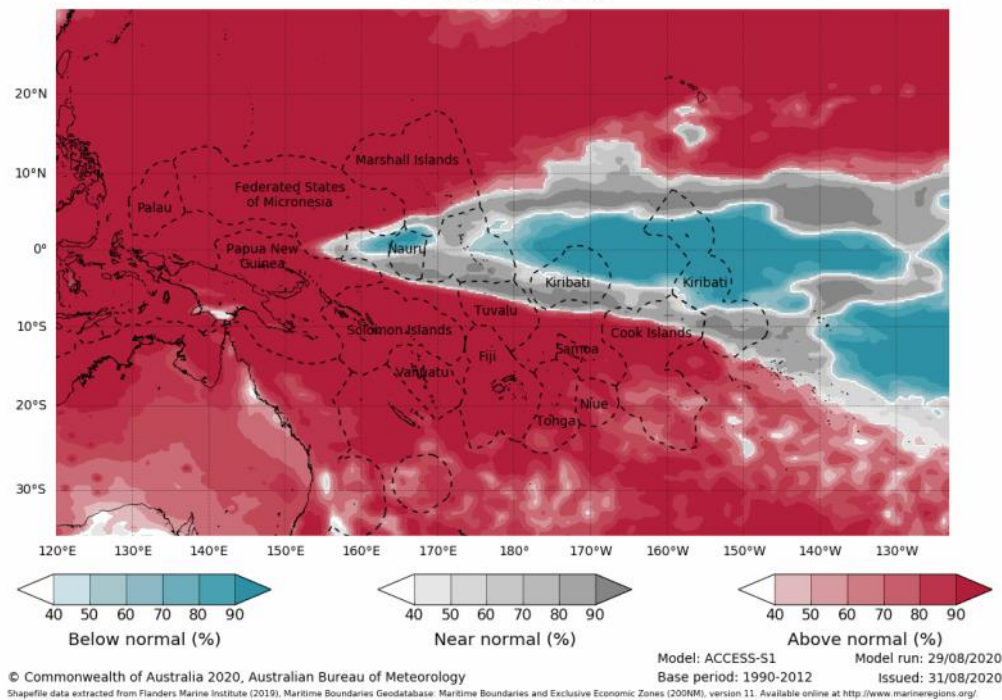 20°N
10°N
0°
10°S
20°S
30°S
Marshall Islands
Federated States
of Micronesia
Palau
Papua New
Guinea
Nauru
Kiribati
Kiribati
Tuvalu
Solomon Islands
Cook Islands
Fiji
Samoa
Vanuatu
Niue
Tonga
120°E 130°E 140°E 150°E 160°E 170°E 180° 170°W 160°W 150°W 140°W 130°W
40 50 60 70 80 90
Below normal (%)
40 50 60 70 80 90
Near normal (%)
40 50 60 70 80 90
Above normal (%)
Model: ACCESS-S1 Model run: 29/08/2020
© Commonwealth of Australia 2020, Australian Bureau of Meteorology
Base period: 1990-2012 Issued: 31/08/2020
Shapefile data extracted from Flanders Marine Institute (2019), Maritime Boundaries Geodatabase: Maritime Boundaries and Exclusive Economic Zones (200NM), version 11. Available online at http://www.marineregions.org/.